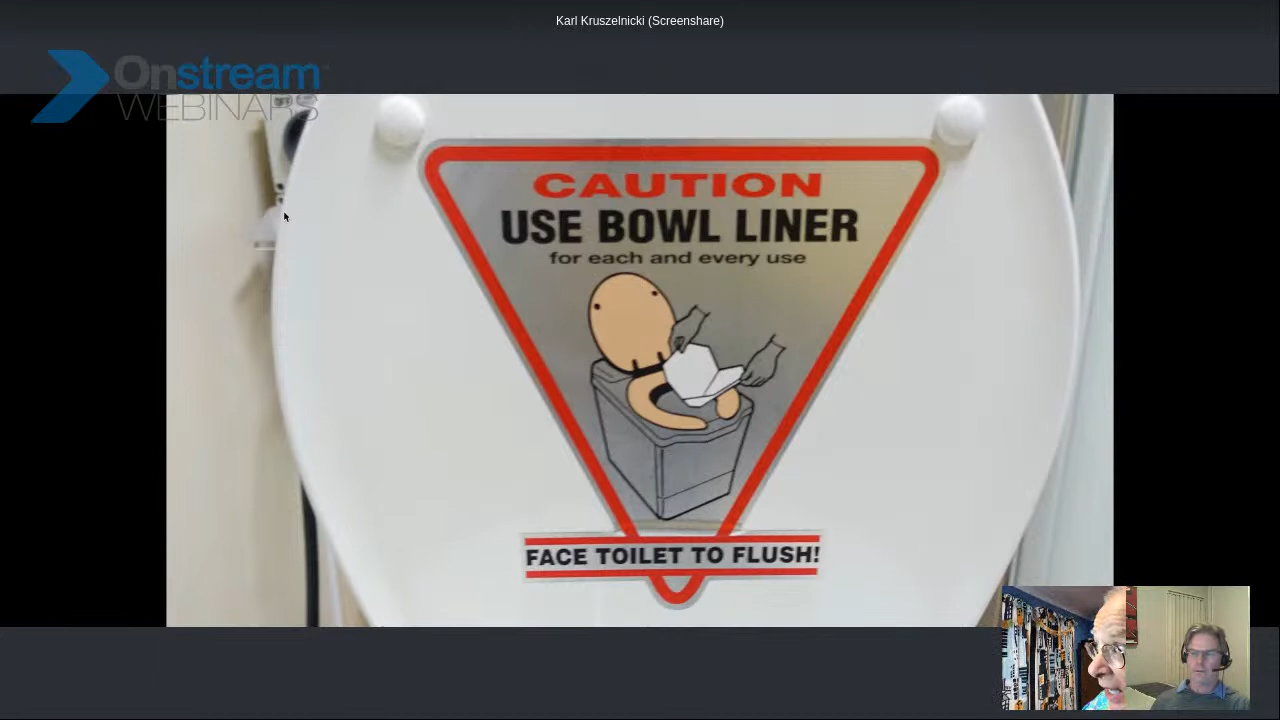 Karl Kruszelnicki (Screenshare)
Onstream
WEBINARS
CAUTION
USE BOWL LINER
for each and every use
FACE TOILET TO FLUSH!